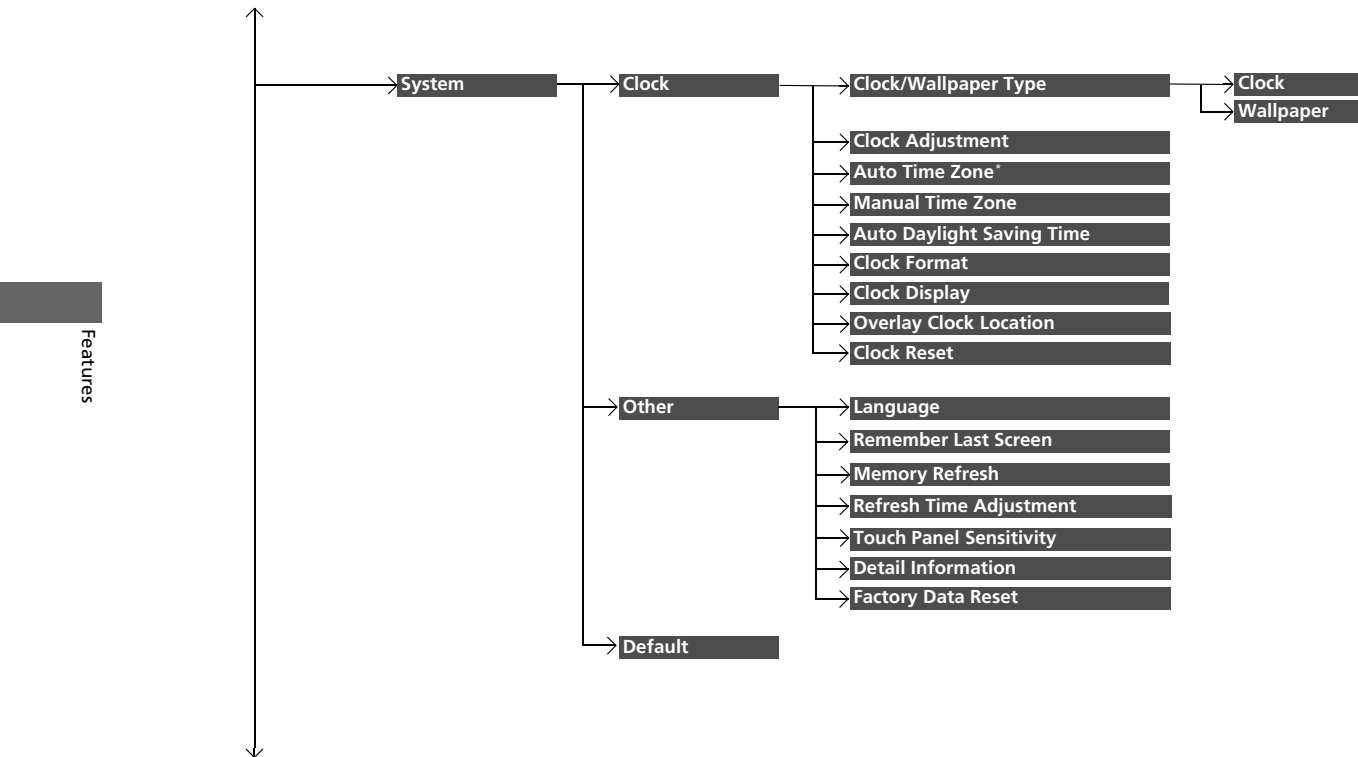 System
Clock
Clock/Wallpaper Type
Clock
Wallpaper
Clock Adjustment
Auto Time Zone*
Manual Time Zone
Auto Daylight Saving Time
Clock Format
Clock Display
Overlay Clock Location
Clock Reset
Features
Other
Language
Remember Last Screen
Memory Refresh
Refresh Time Adjustment
Touch Panel Sensitivity
Detail Information
Factory Data Reset
Default